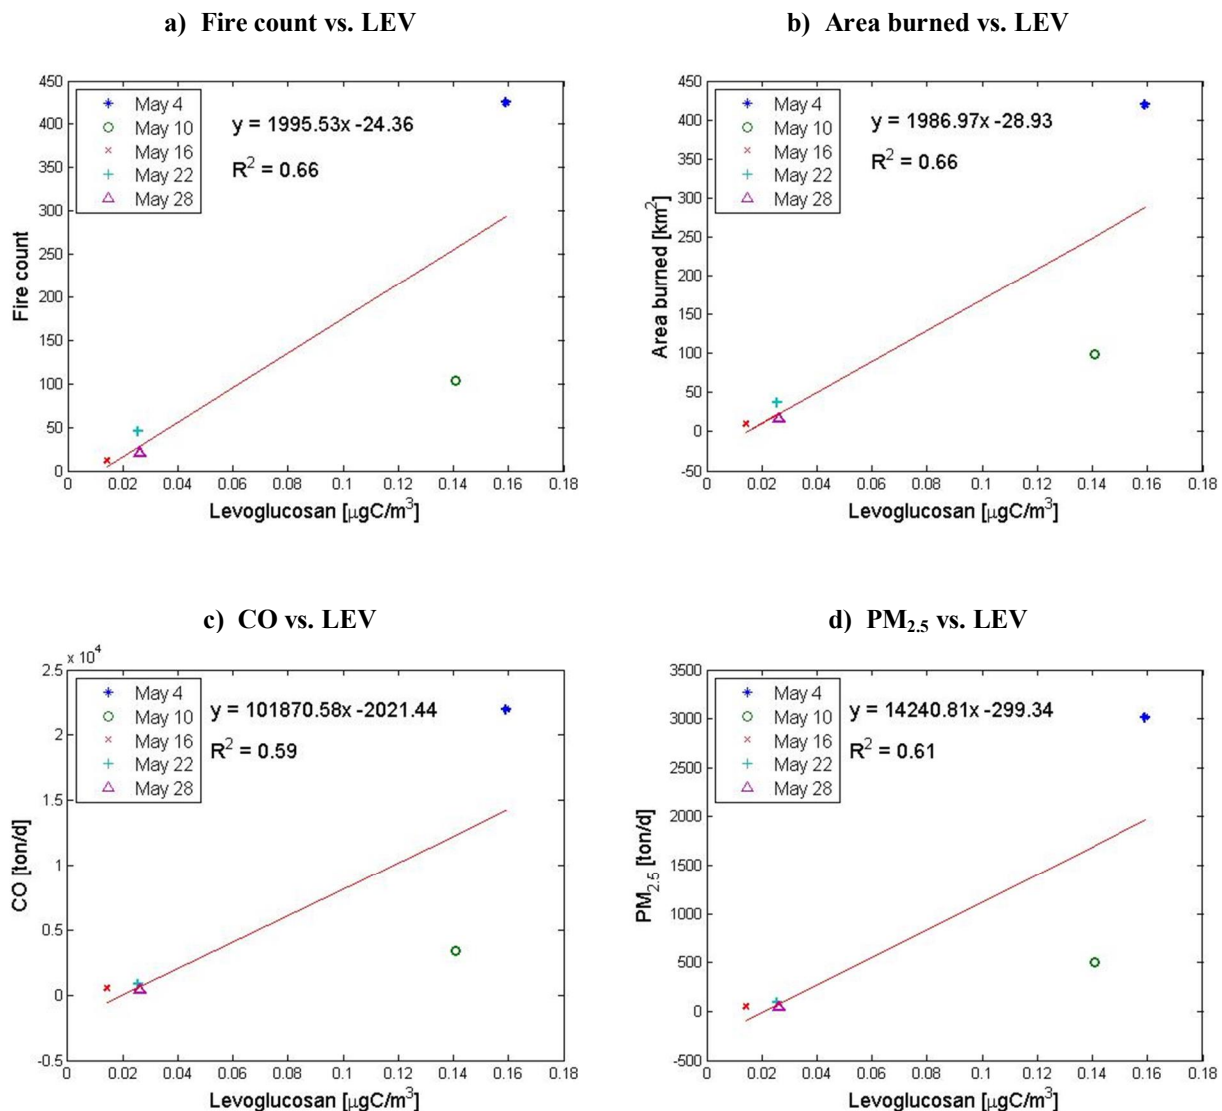 a) Fire count vs. LEV
450
400
350
300
250
200
150
100
50
0
Fire count
May 4
May 10
May 16
May 22
May 28
y = 1995.53x -24.36
R² = 0.66
0 0.02 0.04 0.06 0.08 0.1 0.12 0.14 0.16 0.18
Levoglucosan [μgC/m³]
b) Area burned vs. LEV
450
400
350
300
250
200
150
100
50
0
-50
Area burned [km²]
May 4
May 10
May 16
May 22
May 28
y = 1986.97x -28.93
R² = 0.66
0 0.02 0.04 0.06 0.08 0.1 0.12 0.14 0.16 0.18
Levoglucosan [μgC/m³]
c) CO vs. LEV
x 10⁴
2.5
2
1.5
1
0.5
0
-0.5
CO [ton/d]
May 4
May 10
May 16
May 22
May 28
y = 101870.58x -2021.44
R² = 0.59
0 0.02 0.04 0.06 0.08 0.1 0.12 0.14 0.16 0.18
Levoglucosan [μgC/m³]
d) PM₂.₅ vs. LEV
3500
3000
2500
2000
1500
1000
500
0
-500
PM₂.₅ [ton/d]
May 4
May 10
May 16
May 22
May 28
y = 14240.81x -299.34
R² = 0.61
0 0.02 0.04 0.06 0.08 0.1 0.12 0.14 0.16 0.18
Levoglucosan [μgC/m³]